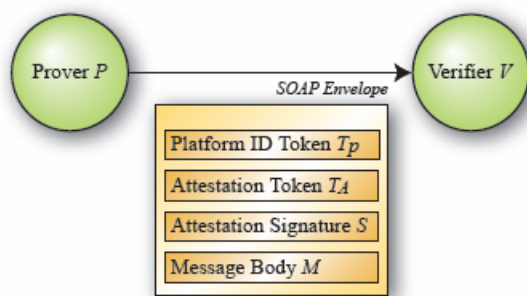 Prover P
Verifier V
SOAP Envelope
Platform ID Token Tp
Attestation Token TA
Attestation Signature S
Message Body M